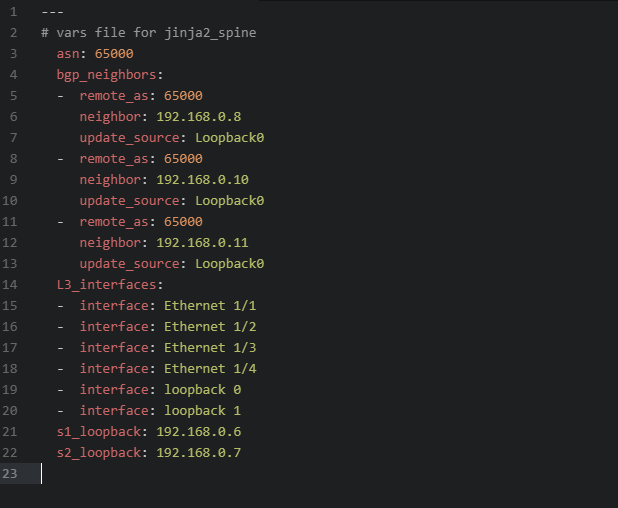 1 ---
2 # vars file for jinja2_spine
3   asn: 65000
4   bgp_neighbors:
5   -  remote_as: 65000
6      neighbor: 192.168.0.8
7      update_source: Loopback0
8   -  remote_as: 65000
9      neighbor: 192.168.0.10
10      update_source: Loopback0
11   -  remote_as: 65000
12      neighbor: 192.168.0.11
13      update_source: Loopback0
14   L3_interfaces:
15   -  interface: Ethernet 1/1
16   -  interface: Ethernet 1/2
17   -  interface: Ethernet 1/3
18   -  interface: Ethernet 1/4
19   -  interface: loopback 0
20   -  interface: loopback 1
21   s1_loopback: 192.168.0.6
22   s2_loopback: 192.168.0.7
23